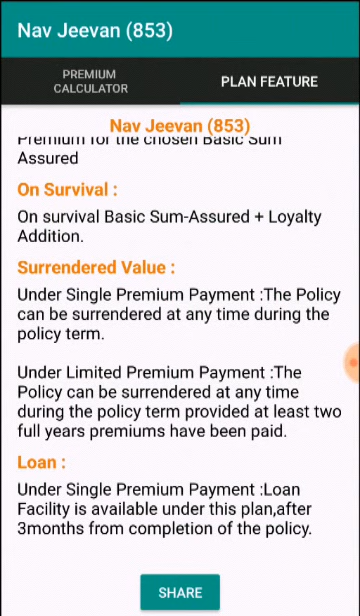 Nav Jeevan (853)
PREMIUM
CALCULATOR
PLAN FEATURE
Nav Jeevan (853)
Premium for the chosen Basic Sum
Assured
On Survival :
On survival Basic Sum-Assured + Loyalty
Addition.
Surrendered Value :
Under Single Premium Payment :The Policy
can be surrendered at any time during the
policy term.
Under Limited Premium Payment :The
Policy can be surrendered at any time
during the policy term provided at least two
full years premiums have been paid.
Loan :
Under Single Premium Payment :Loan
Facility is available under this plan,after
3months from completion of the policy.
SHARE